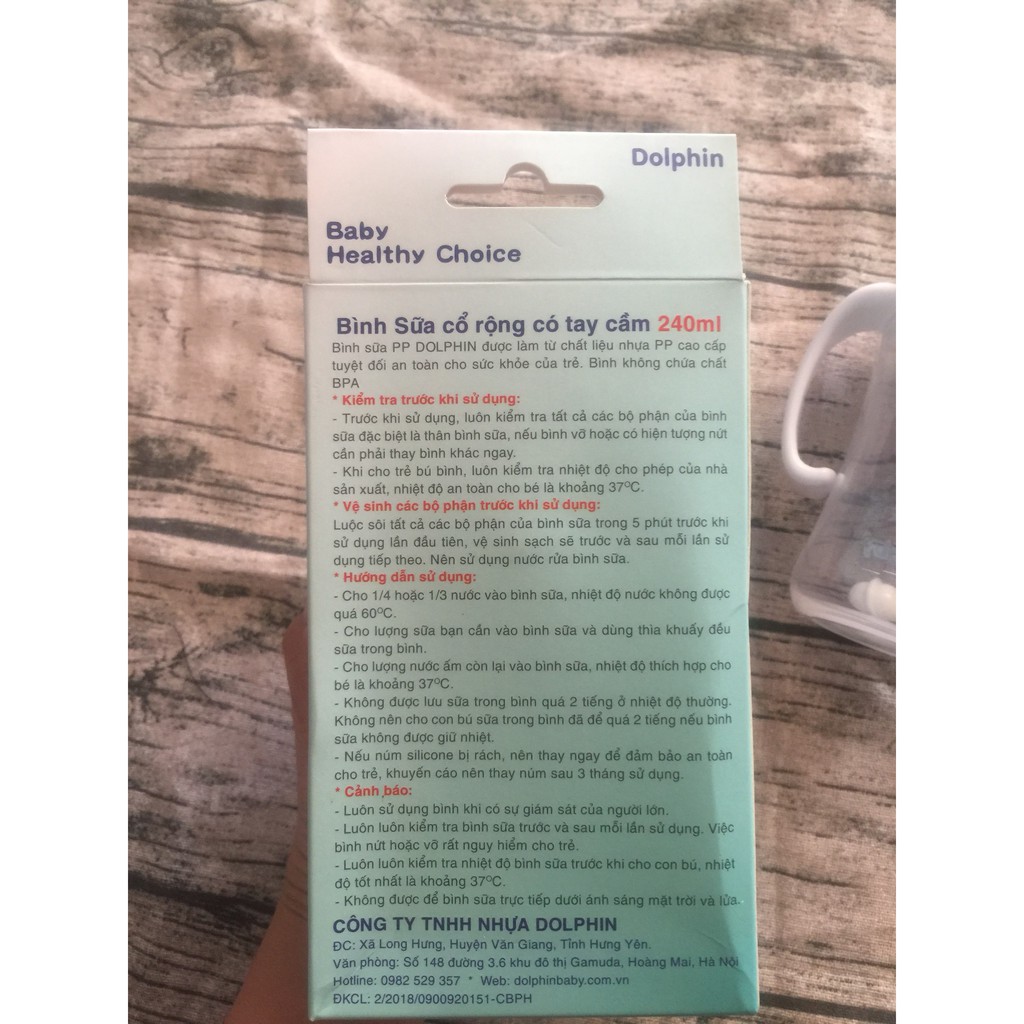 Dolphin
Baby
Healthy Choice
Bình Sữa cổ rộng có tay cầm 240ml
Bình sữa PP DOLPHIN được làm từ chất liệu nhựa PP cao cấp
tuyệt đối an toàn cho sức khỏe của trẻ. Bình không chứa chất
BPA
* Kiểm tra trước khi sử dụng:
- Trước khi sử dụng, luôn kiểm tra tất cả các bộ phận của bình
sữa đặc biệt là thân bình sữa, nếu bình vỡ hoặc có hiện tượng nứt
cần phải thay bình khác ngay.
- Khi cho trẻ bú bình, luôn kiểm tra nhiệt độ cho phép của nhà
sản xuất, nhiệt độ an toàn cho bé là khoảng 37ºC.
* Vệ sinh các bộ phận trước khi sử dụng:
Luộc sôi tất cả các bộ phận của bình sữa trong 5 phút trước khi
sử dụng lần đầu tiên, vệ sinh sạch sẽ trước và sau mỗi lần sử
dụng tiếp theo. Nên sử dụng nước rửa bình sữa.
* Hướng dẫn sử dụng:
- Cho 1/4 hoặc 1/3 nước vào bình sữa, nhiệt độ nước không được
quá 60ºC.
- Cho lượng sữa bạn cần vào bình sữa và dùng thìa khuấy đều
sữa trong bình.
- Cho lượng nước ấm còn lại vào bình sữa, nhiệt độ thích hợp cho
bé là khoảng 37ºC.
- Không được lưu sữa trong bình quá 2 tiếng ở nhiệt độ thường.
Không nên cho con bú sữa trong bình đã để quá 2 tiếng nếu bình
sữa không được giữ nhiệt.
- Nếu núm silicone bị rách, nên thay ngay để đảm bảo an toàn
cho trẻ, khuyến cáo nên thay núm sau 3 tháng sử dụng.
* Cảnh báo:
- Luôn sử dụng bình khi có sự giám sát của người lớn.
- Luôn luôn kiểm tra bình sữa trước và sau mỗi lần sử dụng. Việc
bình nứt hoặc vỡ rất nguy hiểm cho trẻ.
- Luôn luôn kiểm tra nhiệt độ bình sữa trước khi cho con bú, nhiệt
độ tốt nhất là khoảng 37ºC.
- Không được để bình sữa trực tiếp dưới ánh sáng mặt trời và lửa.
CÔNG TY TNHH NHỰA DOLPHIN
ĐC: Xã Long Hưng, Huyện Văn Giang, Tỉnh Hưng Yên.
Văn phòng: Số 148 đường 3.6 khu đô thị Gamuda, Hoàng Mai, Hà Nội
Hotline: 0982 529 357 * Web: dolphinbaby.com.vn
ĐKCL: 2/2018/0900920151-CBPH